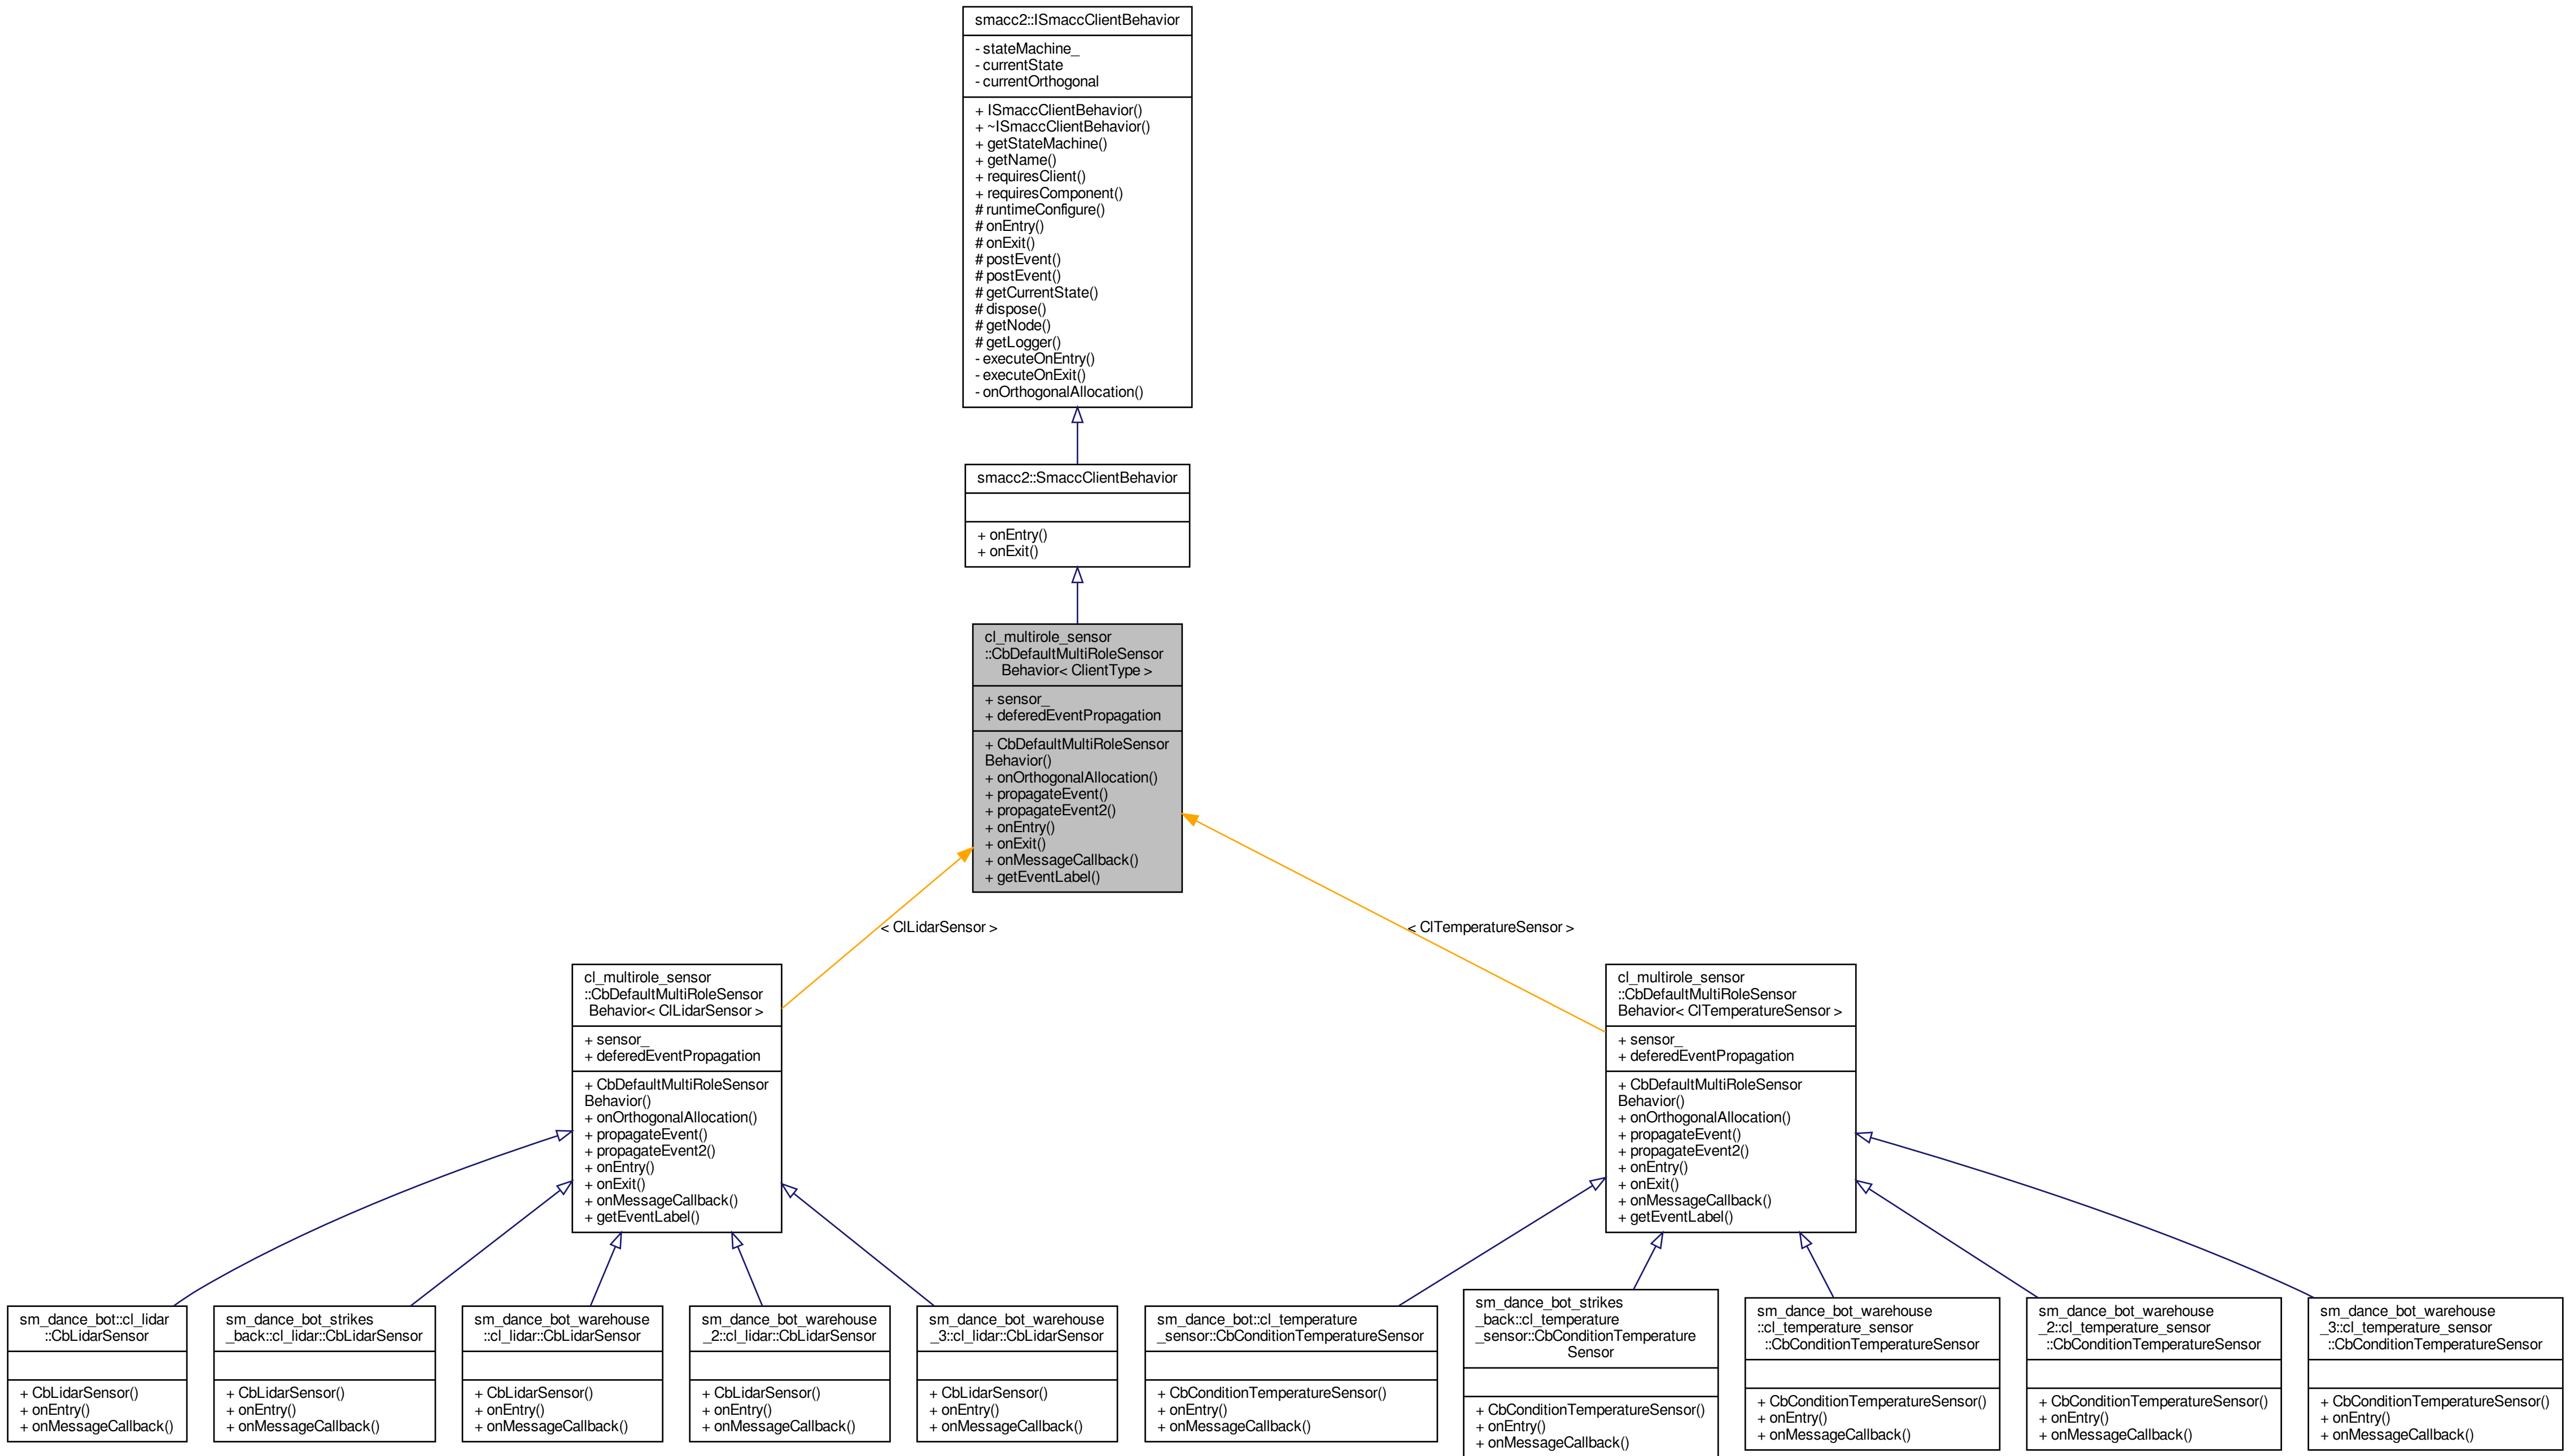 smacc2::ISmaccClientBehavior
- stateMachine_
- currentState
- currentOrthogonal
+ ISmaccClientBehavior()
+ ~ISmaccClientBehavior()
+ getStateMachine()
+ getName()
+ requiresClient()
+ requiresComponent()
# runtimeConfigure()
# onEntry()
# onExit()
# postEvent()
# postEvent()
# getCurrentState()
# dispose()
# getNode()
# getLogger()
- executeOnEntry()
- executeOnExit()
- onOrthogonalAllocation()
smacc2::SmaccClientBehavior
+ onEntry()
+ onExit()
cl_multirole_sensor
::CbDefaultMultiRoleSensor
Behavior< ClientType >
+ sensor_
+ deferedEventPropagation
+ CbDefaultMultiRoleSensor
Behavior()
+ onOrthogonalAllocation()
+ propagateEvent()
+ propagateEvent2()
+ onEntry()
+ onExit()
+ onMessageCallback()
+ getEventLabel()
< ClLidarSensor >
< ClTemperatureSensor >
cl_multirole_sensor
::CbDefaultMultiRoleSensor
Behavior< ClLidarSensor >
+ sensor_
+ deferedEventPropagation
+ CbDefaultMultiRoleSensor
Behavior()
+ onOrthogonalAllocation()
+ propagateEvent()
+ propagateEvent2()
+ onEntry()
+ onExit()
+ onMessageCallback()
+ getEventLabel()
cl_multirole_sensor
::CbDefaultMultiRoleSensor
Behavior< ClTemperatureSensor >
+ sensor_
+ deferedEventPropagation
+ CbDefaultMultiRoleSensor
Behavior()
+ onOrthogonalAllocation()
+ propagateEvent()
+ propagateEvent2()
+ onEntry()
+ onExit()
+ onMessageCallback()
+ getEventLabel()
sm_dance_bot::cl_lidar
::CbLidarSensor
+ CbLidarSensor()
+ onEntry()
+ onMessageCallback()
sm_dance_bot_strikes
_back::cl_lidar::CbLidarSensor
+ CbLidarSensor()
+ onEntry()
+ onMessageCallback()
sm_dance_bot_warehouse
::cl_lidar::CbLidarSensor
+ CbLidarSensor()
+ onEntry()
+ onMessageCallback()
sm_dance_bot_warehouse
_2::cl_lidar::CbLidarSensor
+ CbLidarSensor()
+ onEntry()
+ onMessageCallback()
sm_dance_bot_warehouse
_3::cl_lidar::CbLidarSensor
+ CbLidarSensor()
+ onEntry()
+ onMessageCallback()
sm_dance_bot::cl_temperature
_sensor::CbConditionTemperatureSensor
+ CbConditionTemperatureSensor()
+ onEntry()
+ onMessageCallback()
sm_dance_bot_strikes
_back::cl_temperature
_sensor::CbConditionTemperature
Sensor
+ CbConditionTemperatureSensor()
+ onEntry()
+ onMessageCallback()
sm_dance_bot_warehouse
::cl_temperature_sensor
::CbConditionTemperatureSensor
+ CbConditionTemperatureSensor()
+ onEntry()
+ onMessageCallback()
sm_dance_bot_warehouse
_2::cl_temperature_sensor
::CbConditionTemperatureSensor
+ CbConditionTemperatureSensor()
+ onEntry()
+ onMessageCallback()
sm_dance_bot_warehouse
_3::cl_temperature_sensor
::CbConditionTemperatureSensor
+ CbConditionTemperatureSensor()
+ onEntry()
+ onMessageCallback()